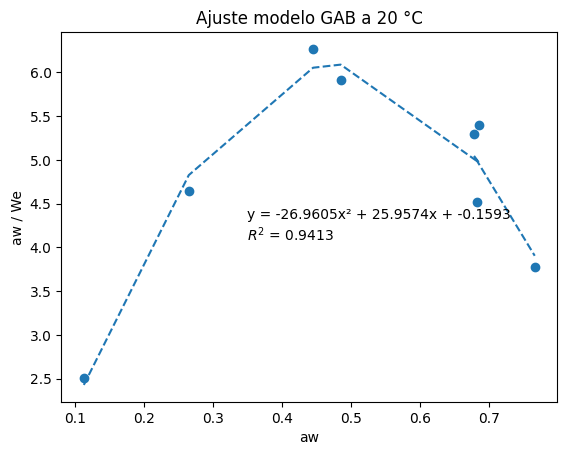 Ajuste modelo GAB a 20 °C
aw / We
6.0
5.5
5.0
4.5
4.0
3.5
3.0
2.5
y = -26.9605x² + 25.9574x + -0.1593
R² = 0.9413
0.1 0.2 0.3 0.4 0.5 0.6 0.7
aw